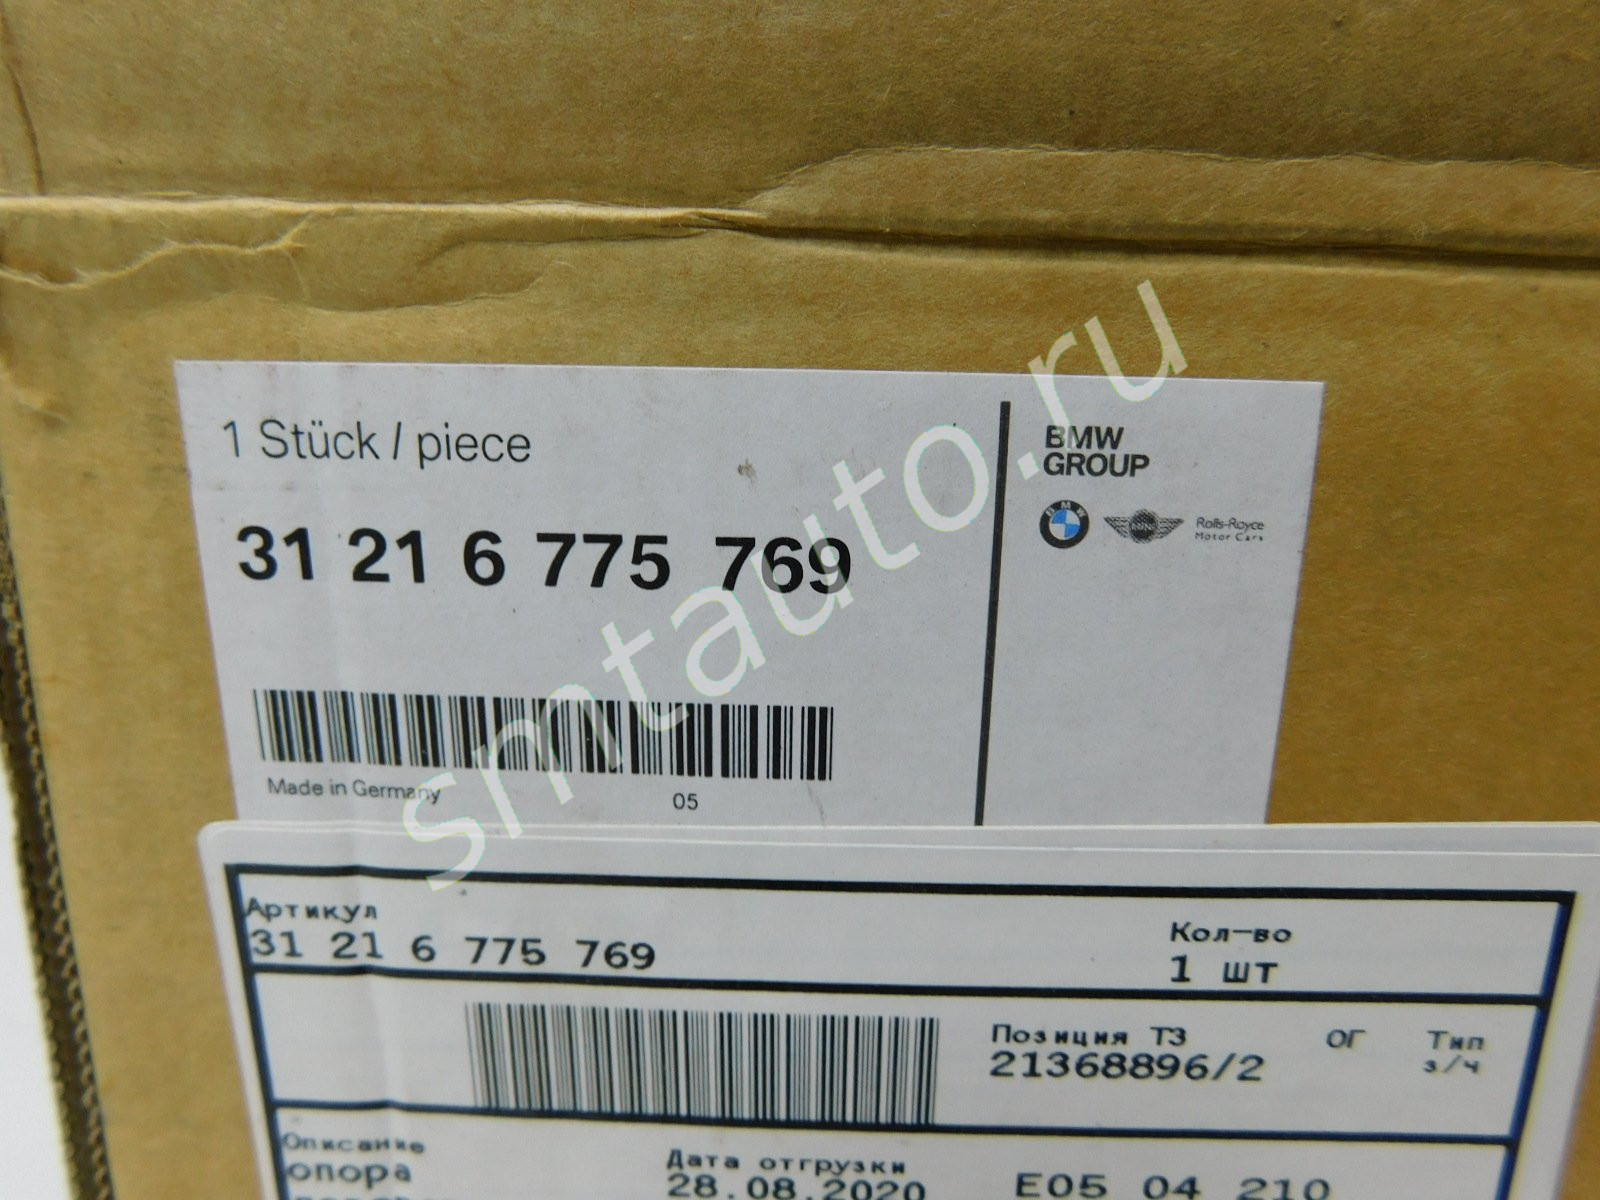 1 Stück / piece
BMW
GROUP
31 21 6 775 769
BMW
MINI
Rolls-Royce
Motor Cars
Made in Germany
05
smtauto.ru
Артикул
31 21 6 775 769
Кол-во
1 шт
Позиция ТЗ
21368896/2
ОГ
Тип
з/ч
Описание
опора
Дата отгрузки
28.08.2020
E05 04 210